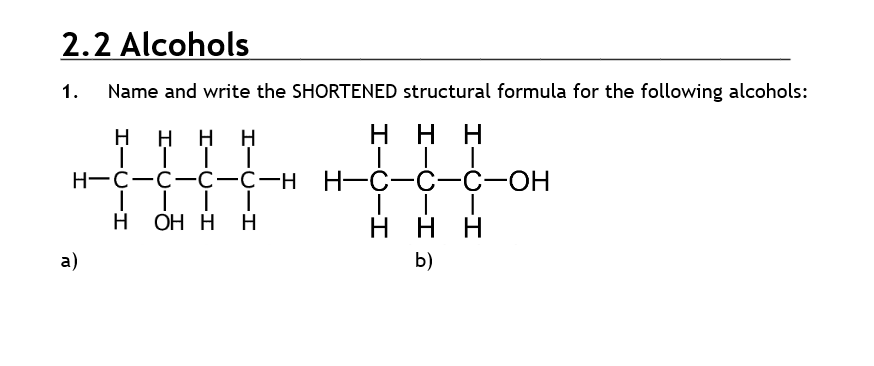 2.2 Alcohols
1. Name and write the SHORTENED structural formula for the following alcohols:
H H H H H H H
H-C-C-C-C-H H-C-C-C-OH
H OH H H H H H
a) b)